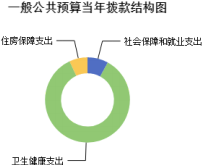 一般公共预算当年拨款结构图
住房保障支出
社会保障和就业支出
卫生健康支出